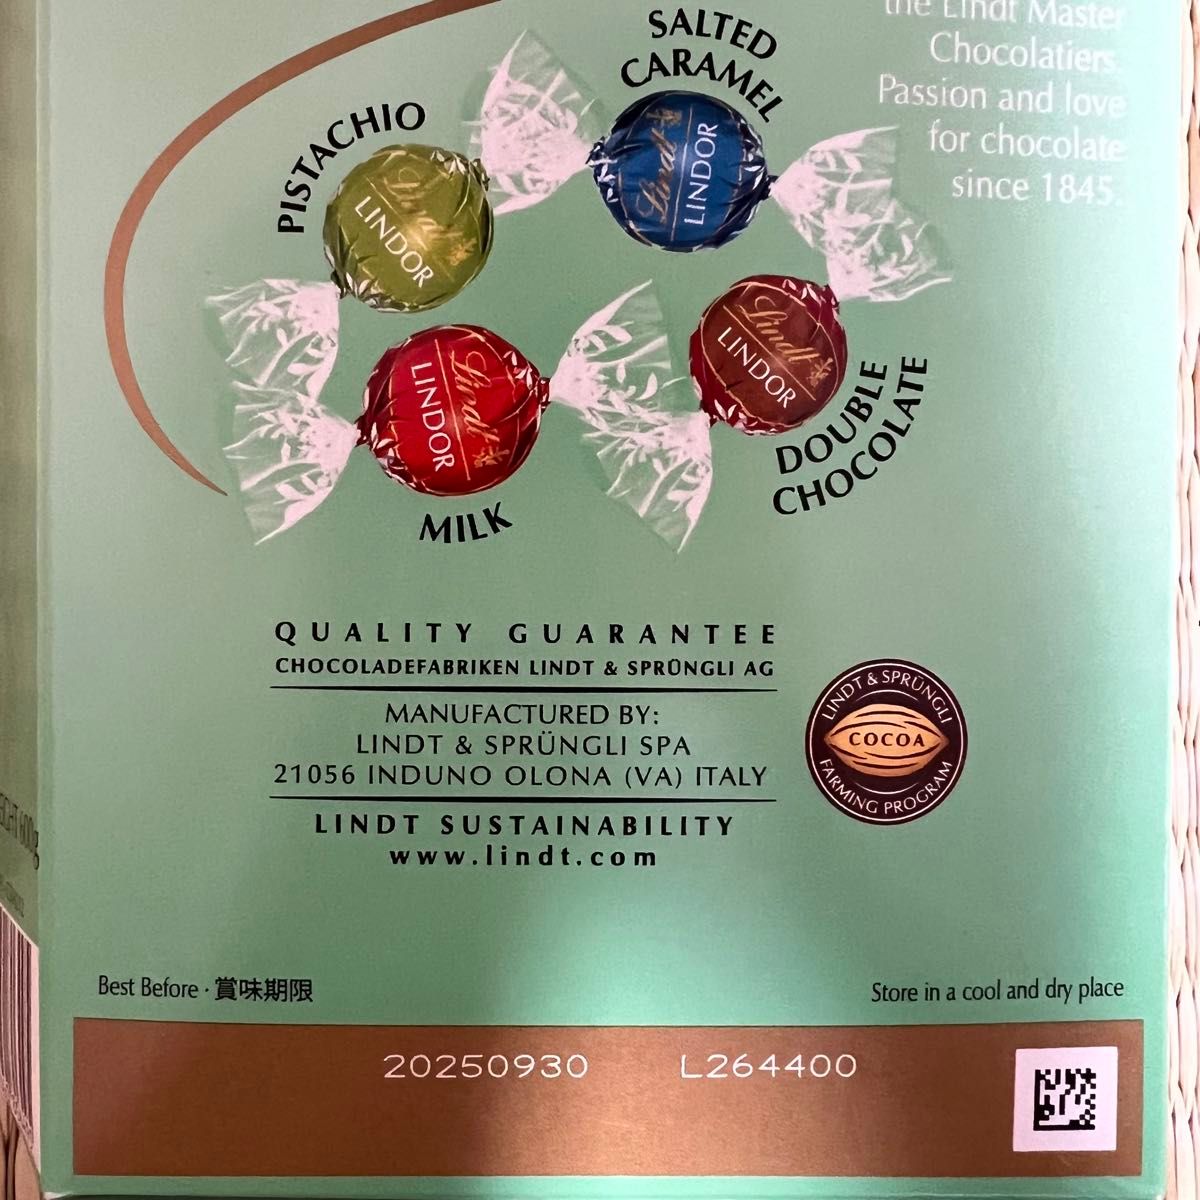 the Lindt Master
Chocolatiers.
Passion and love
for chocolate
since 1845.
SALTED
CARAMEL
PISTACHIO
Lindt
LINDOR
Lindt
LINDOR
Lindt
LINDOR
Lindt
LINDOR
DOUBLE
CHOCOLATE
MILK
QUALITY GUARANTEE
CHOCOLADEFABRIKEN LINDT & SPRÜNGLI AG
MANUFACTURED BY:
LINDT & SPRÜNGLI SPA
21056 INDUNO OLONA (VA) ITALY
LINDT SUSTAINABILITY
www.lindt.com
LINDT & SPRÜNGLI
COCOA
FARMING PROGRAM
600g
Best Before · 賞味期限
Store in a cool and dry place
20250930 L264400